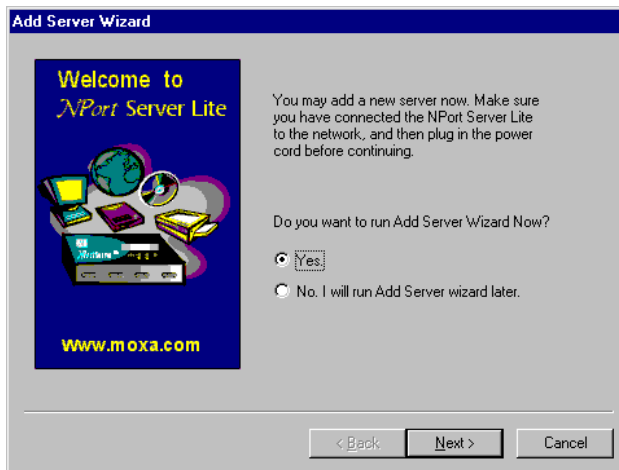 Add Server Wizard
Welcome to
NPort Server Lite
You may add a new server now. Make sure
you have connected the NPort Server Lite
to the network, and then plug in the power
cord before continuing.
Do you want to run Add Server Wizard Now?
Yes.
No. I will run Add Server wizard later.
Www.moxa.com
< Back
Next >
Cancel